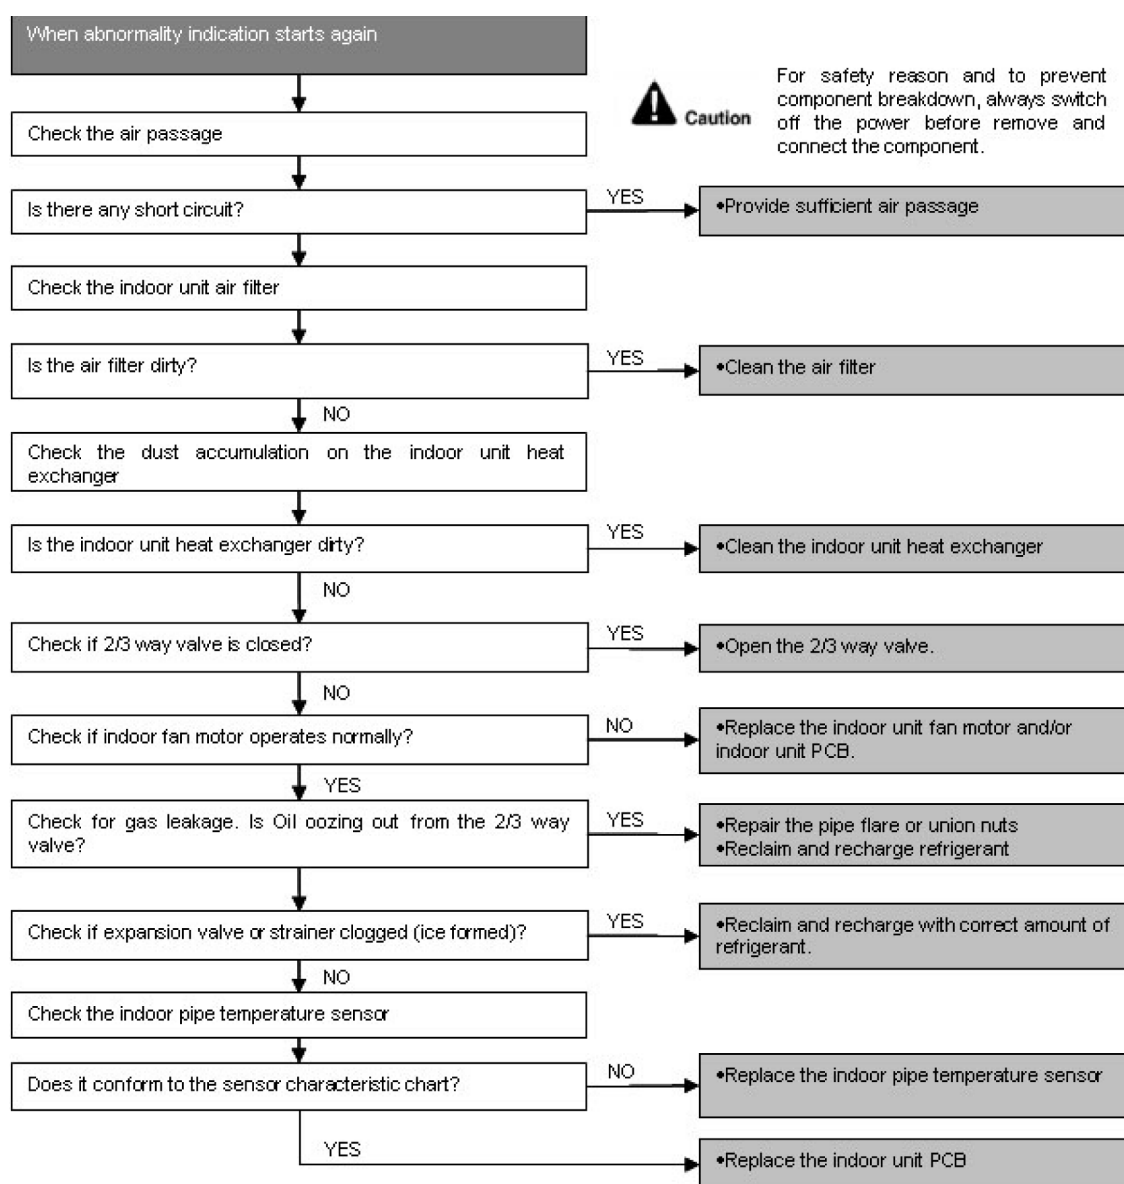 When abnormality indication starts again
Caution
For safety reason and to prevent
component breakdown, always switch
off the power before remove and
connect the component.
Check the air passage
Is there any short circuit?
YES
•Provide sufficient air passage
Check the indoor unit air filter
Is the air filter dirty?
YES
•Clean the air filter
NO
Check the dust accumulation on the indoor unit heat
exchanger
Is the indoor unit heat exchanger dirty?
YES
•Clean the indoor unit heat exchanger
NO
Check if 2/3 way valve is closed?
YES
•Open the 2/3 way valve.
NO
Check if indoor fan motor operates normally?
NO
•Replace the indoor unit fan motor and/or
indoor unit PCB.
YES
Check for gas leakage. Is Oil oozing out from the 2/3 way
valve?
YES
•Repair the pipe flare or union nuts
•Reclaim and recharge refrigerant
Check if expansion valve or strainer clogged (ice formed)?
YES
•Reclaim and recharge with correct amount of
refrigerant.
NO
Check the indoor pipe temperature sensor
Does it conform to the sensor characteristic chart?
NO
•Replace the indoor pipe temperature sensor
YES
•Replace the indoor unit PCB